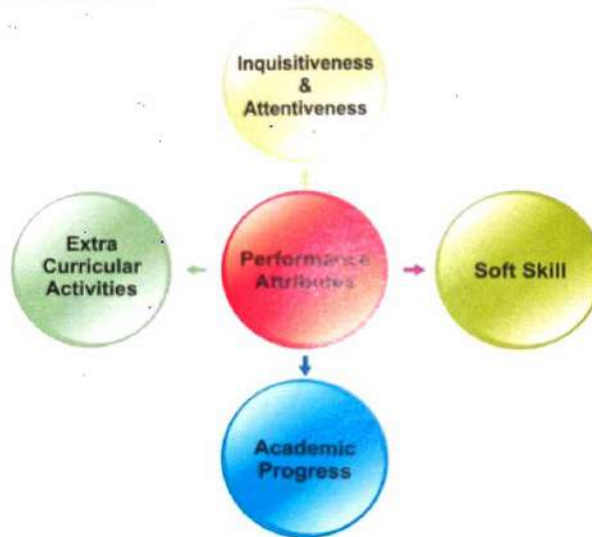 Inquisitiveness
&
Attentiveness
Extra
Curricular
Activities
Performance
Attributes
Soft Skill
Academic
Progress